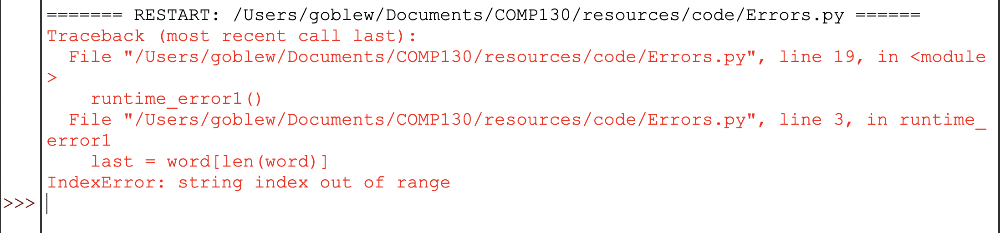 ======= RESTART: /Users/goblew/Documents/COMP130/resources/code/Errors.py ======
Traceback (most recent call last):
  File "/Users/goblew/Documents/COMP130/resources/code/Errors.py", line 19, in <module
>
    runtime_error1()
  File "/Users/goblew/Documents/COMP130/resources/code/Errors.py", line 3, in runtime_
error1
    last = word[len(word)]
IndexError: string index out of range
>>>